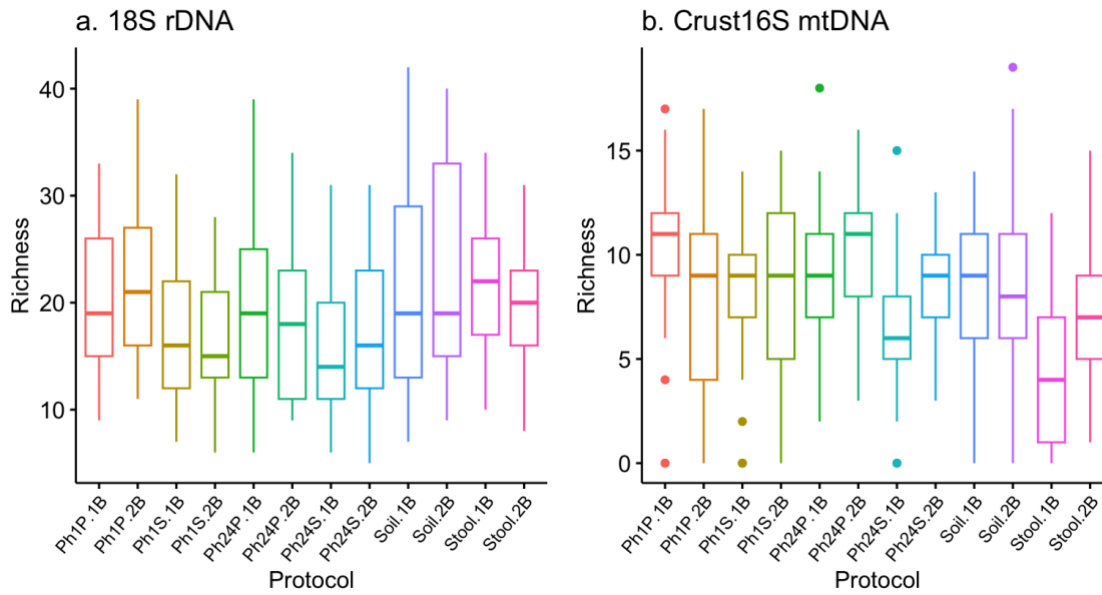 a. 18S rDNA
Richness
40
30
20
10
Ph1P.1B
Ph1P.2B
Ph1S.1B
Ph1S.2B
Ph24P.1B
Ph24P.2B
Ph24S.1B
Ph24S.2B
Soil.1B
Soil.2B
Stool.1B
Stool.2B
Protocol
b. Crust16S mtDNA
Richness
15
10
5
0
Ph1P.1B
Ph1P.2B
Ph1S.1B
Ph1S.2B
Ph24P.1B
Ph24P.2B
Ph24S.1B
Ph24S.2B
Soil.1B
Soil.2B
Stool.1B
Stool.2B
Protocol